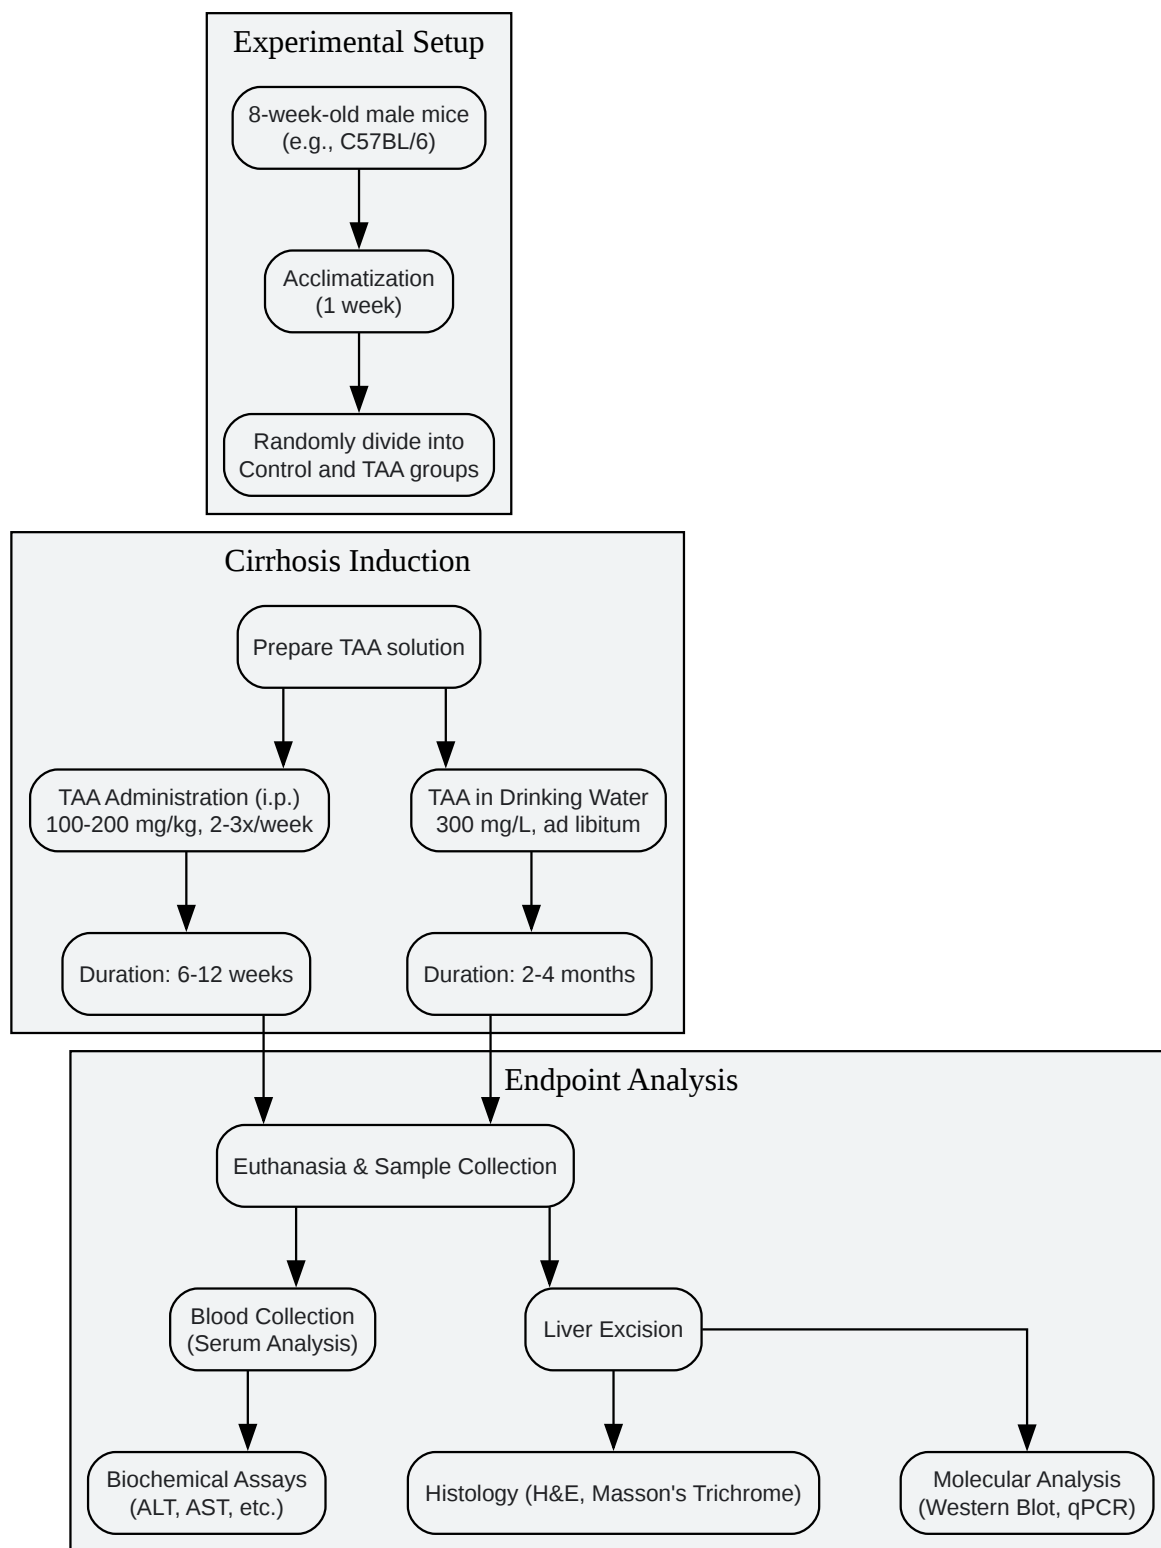 Experimental Setup
8-week-old male mice
(e.g., C57BL/6)
Acclimatization
(1 week)
Randomly divide into
Control and TAA groups
Cirrhosis Induction
Prepare TAA solution
TAA Administration (i.p.)
100-200 mg/kg, 2-3x/week
TAA in Drinking Water
300 mg/L, ad libitum
Duration: 6-12 weeks
Duration: 2-4 months
Endpoint Analysis
Euthanasia & Sample Collection
Blood Collection
(Serum Analysis)
Liver Excision
Biochemical Assays
(ALT, AST, etc.)
Histology (H&E, Masson's Trichrome)
Molecular Analysis
(Western Blot, qPCR)